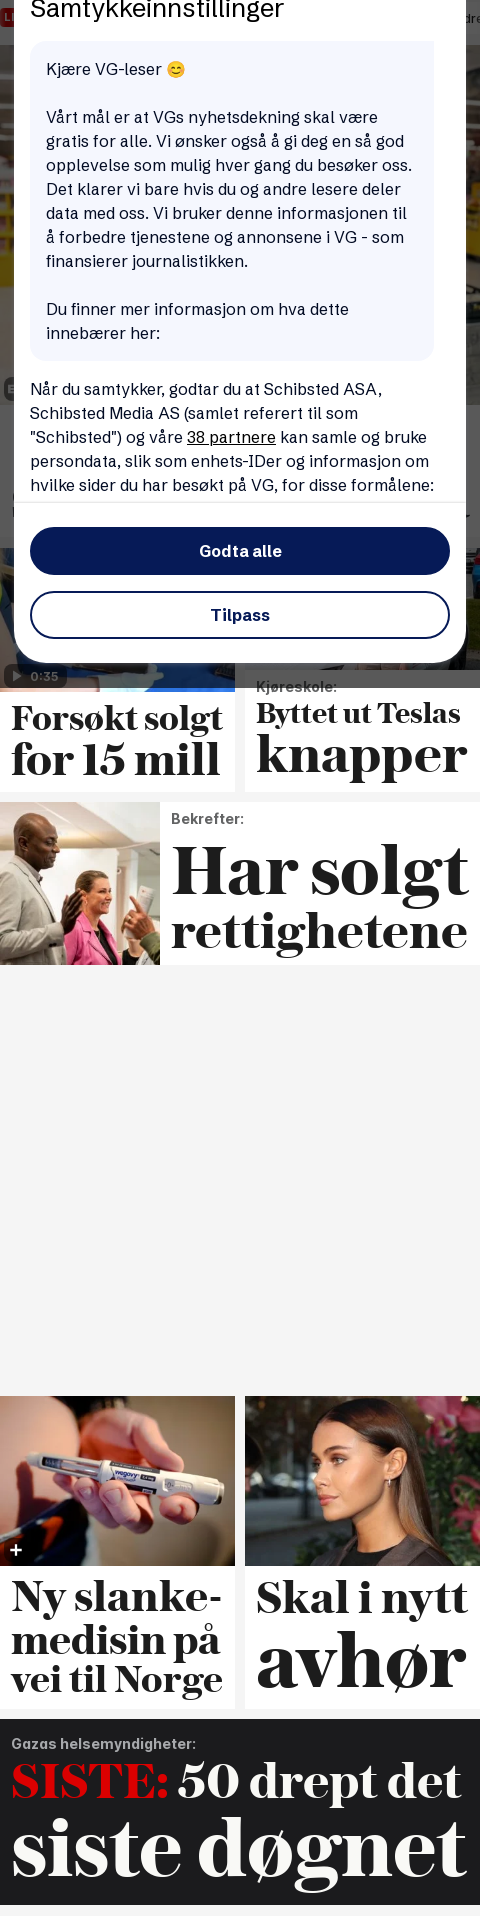 Samtykkeinnstillinger
Kjære VG-leser 😊
Vårt mål er at VGs nyhetsdekning skal være
gratis for alle. Vi ønsker også å gi deg en så god
opplevelse som mulig hver gang du besøker oss.
Det klarer vi bare hvis du og andre lesere deler
data med oss. Vi bruker denne informasjonen til
å forbedre tjenestene og annonsene i VG - som
finansierer journalistikken.
Du finner mer informasjon om hva dette
innebærer her:
Når du samtykker, godtar du at Schibsted ASA,
Schibsted Media AS (samlet referert til som
"Schibsted") og våre 38 partnere kan samle og bruke
persondata, slik som enhets-IDer og informasjon om
hvilke sider du har besøkt på VG, for disse formålene:
Godta alle
Tilpass
0:35
Forsøkt solgt
for 15 mill
Kjøreskole:
Byttet ut Teslas
knapper
Bekrefter:
Har solgt
rettighetene
wegovy
Ny slanke-
medisin på
vei til Norge
Skal i nytt
avhør
Gazas helsemyndigheter:
SISTE: 50 drept det
siste døgnet